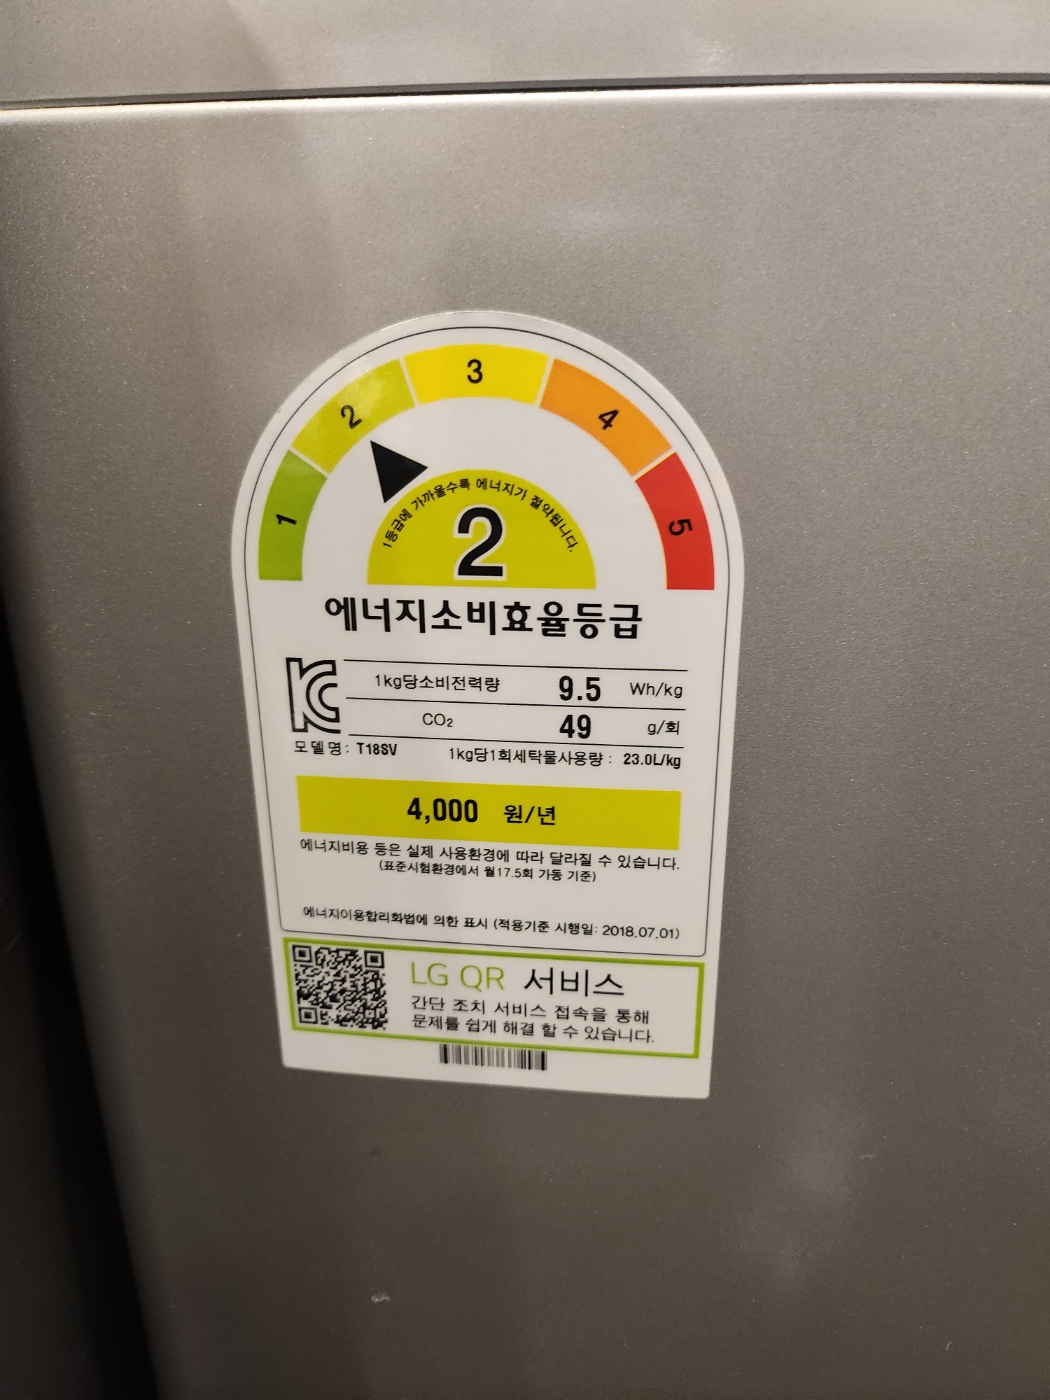 1
2
3
4
5
1등급에 가까울수록 에너지가 절약됩니다.
2
에너지소비효율등급
1kg당소비전력량 9.5 Wh/kg
CO₂ 49 g/회
모델명: T18SV 1kg당1회세탁물사용량 : 23.0L/kg
4,000 원/년
에너지비용 등은 실제 사용환경에 따라 달라질 수 있습니다.
(표준시험환경에서 월17.5회 가동 기준)
에너지이용합리화법에 의한 표시 (적용기준 시행일: 2018.07.01)
LG QR 서비스
간단 조치 서비스 접속을 통해
문제를 쉽게 해결 할 수 있습니다.